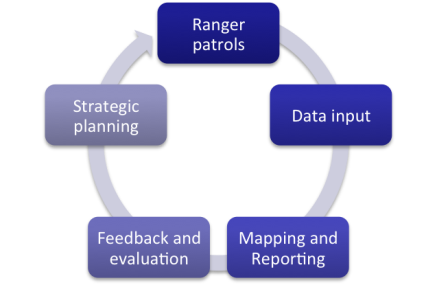 Ranger
patrols
Data input
Mapping and
Reporting
Feedback and
evaluation
Strategic
planning